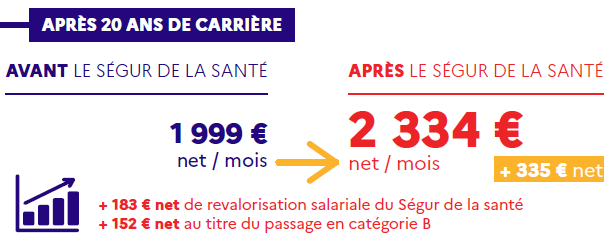 APRÈS 20 ANS DE CARRIÈRE
AVANT LE SÉGUR DE LA SANTÉ
APRÈS LE SÉGUR DE LA SANTÉ
1 999 €
net / mois
2 334 €
net / mois
+ 335 € net
+ 183 € net de revalorisation salariale du Ségur de la santé
+ 152 € net au titre du passage en catégorie B